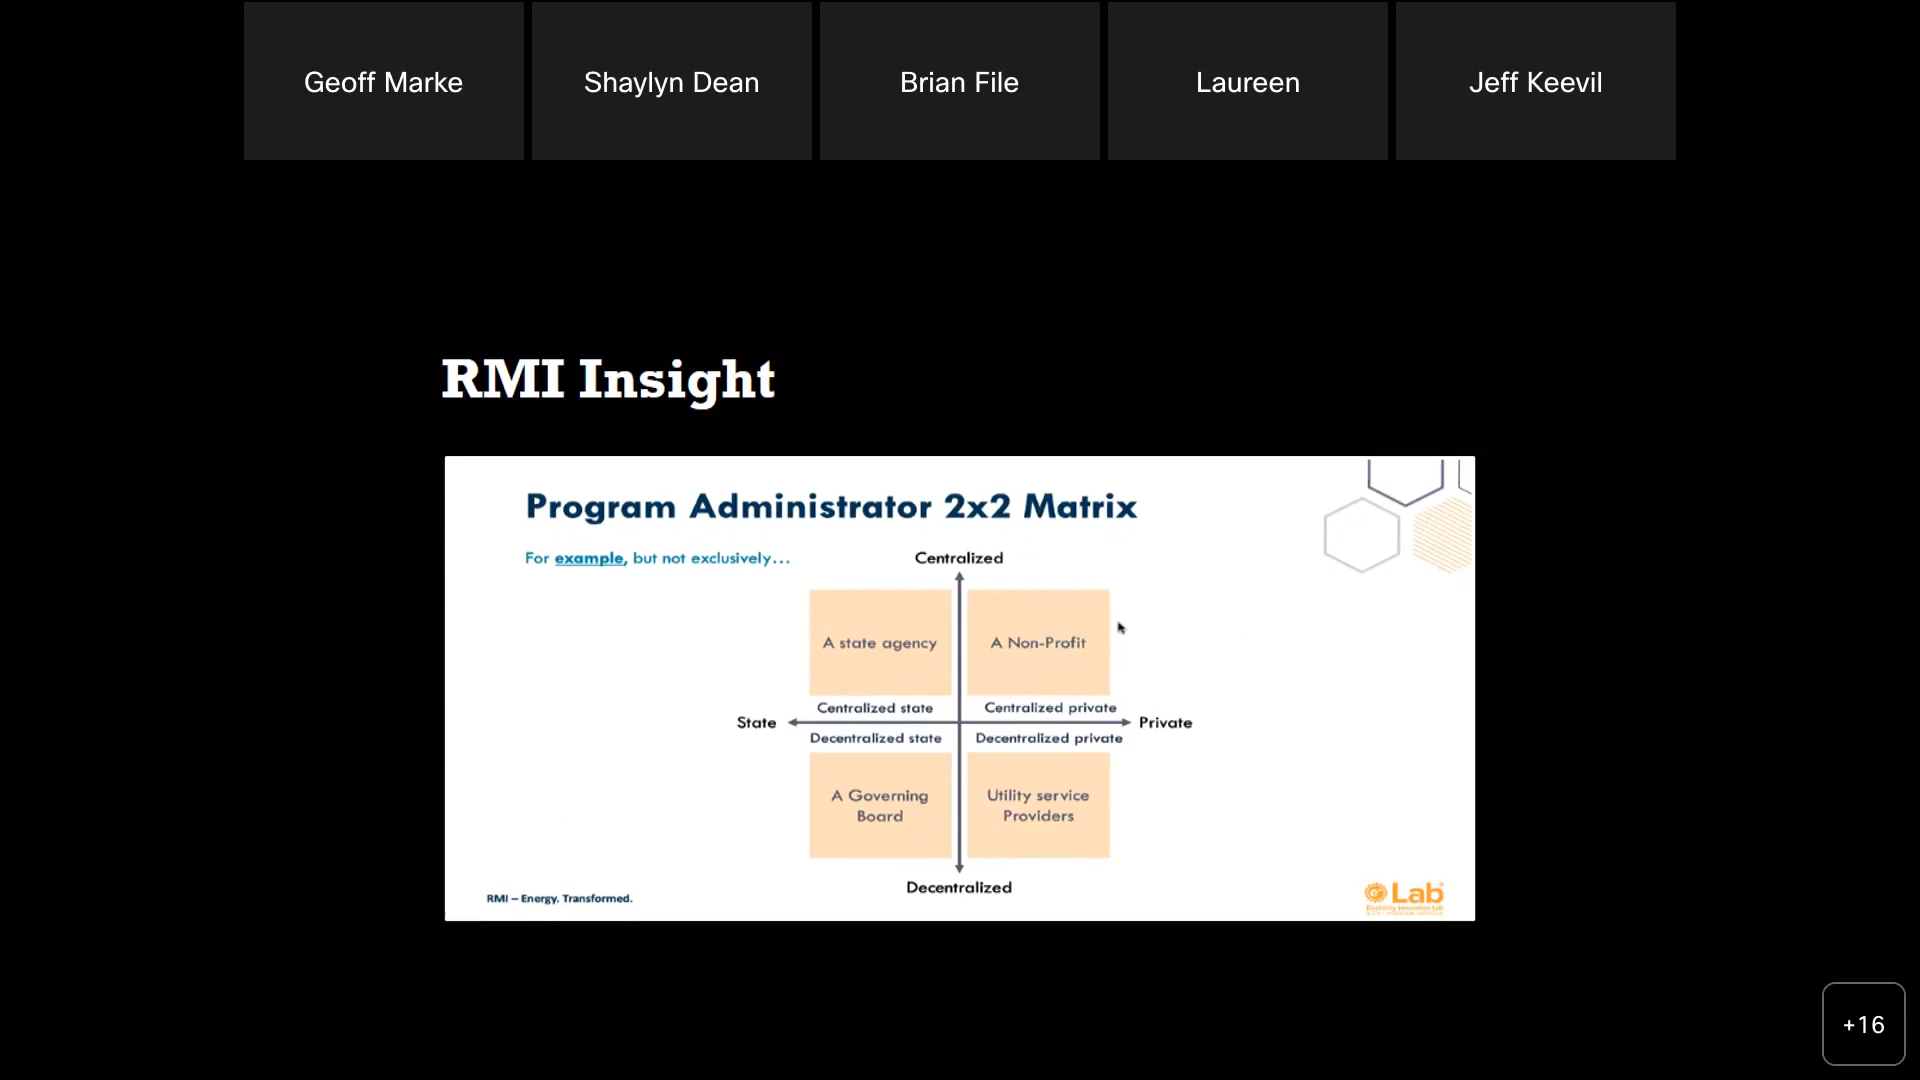 Geoff Marke
Shaylyn Dean
Brian File
Laureen
Jeff Keevil
RMI Insight
Program Administrator 2x2 Matrix
For example, but not exclusively...
Centralized
A state agency
A Non-Profit
Centralized state
Centralized private
State
Private
Decentralized state
Decentralized private
A Governing
Board
Utility service
Providers
Decentralized
RMI – Energy. Transformed.
Lab
+16